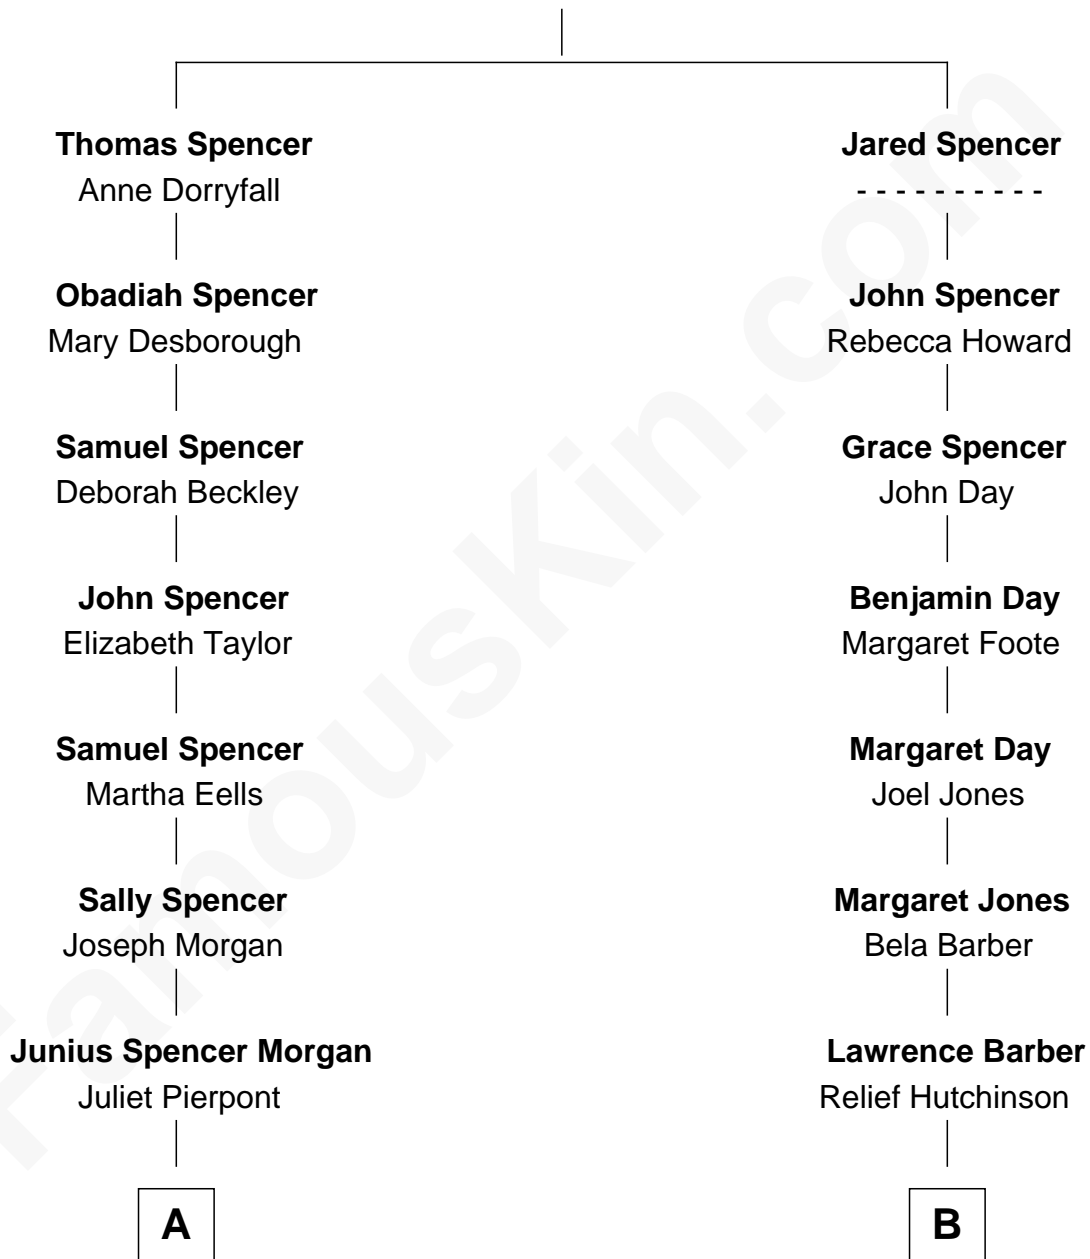 Thomas Spencer
Anne Dorryfall
Obadiah Spencer
Mary Desborough
Samuel Spencer
Deborah Beckley
John Spencer
Elizabeth Taylor
Samuel Spencer
Martha Eells
Sally Spencer
Joseph Morgan
Junius Spencer Morgan
Juliet Pierpont
A
Jared Spencer
- - - - - - - - - -
John Spencer
Rebecca Howard
Grace Spencer
John Day
Benjamin Day
Margaret Foote
Margaret Day
Joel Jones
Margaret Jones
Bela Barber
Lawrence Barber
Relief Hutchinson
B
FamousKin.com